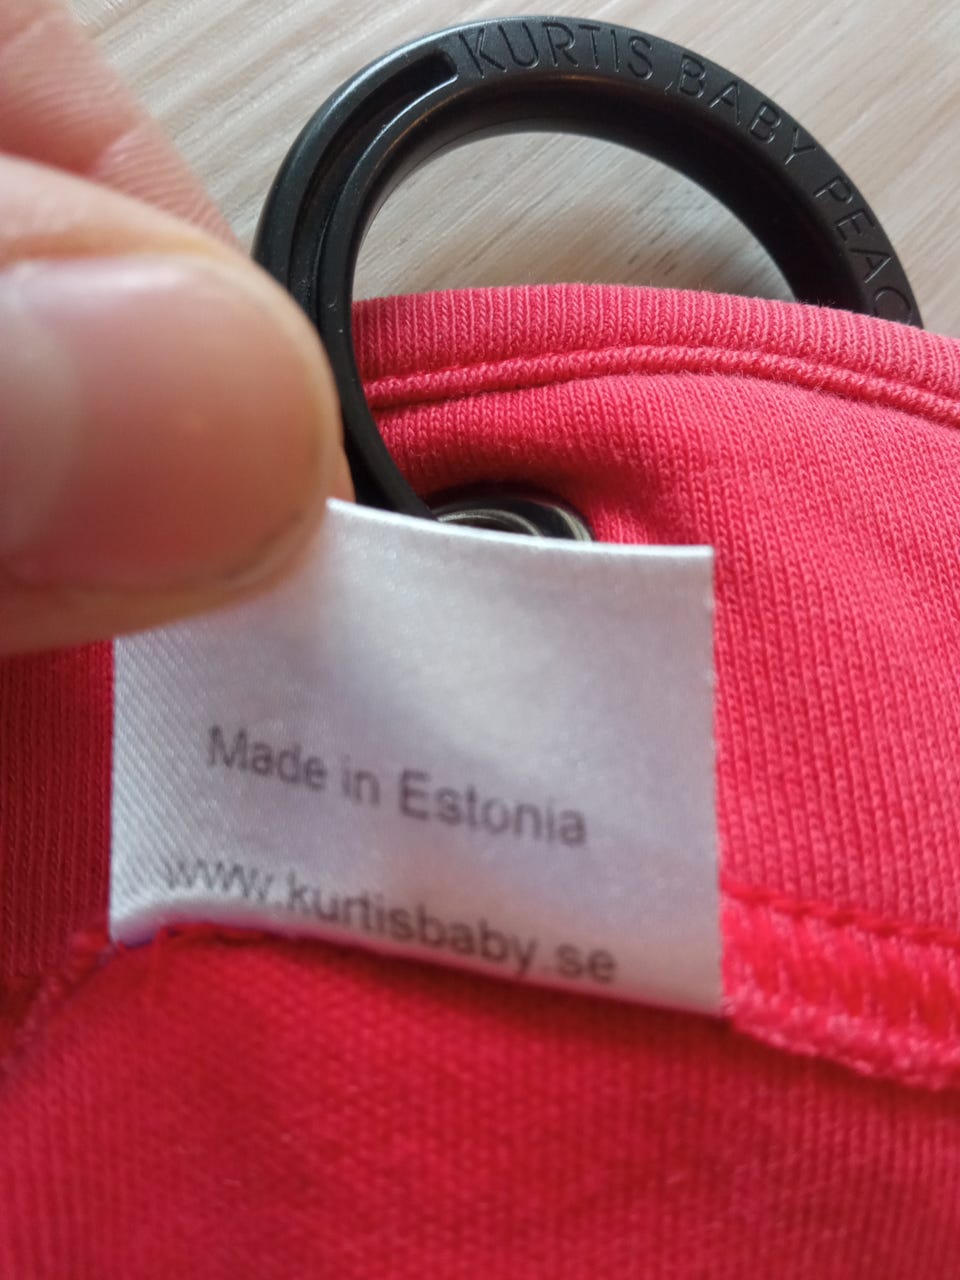 KURTIS BABY PEAC
Made in Estonia
www.kurtisbaby.se